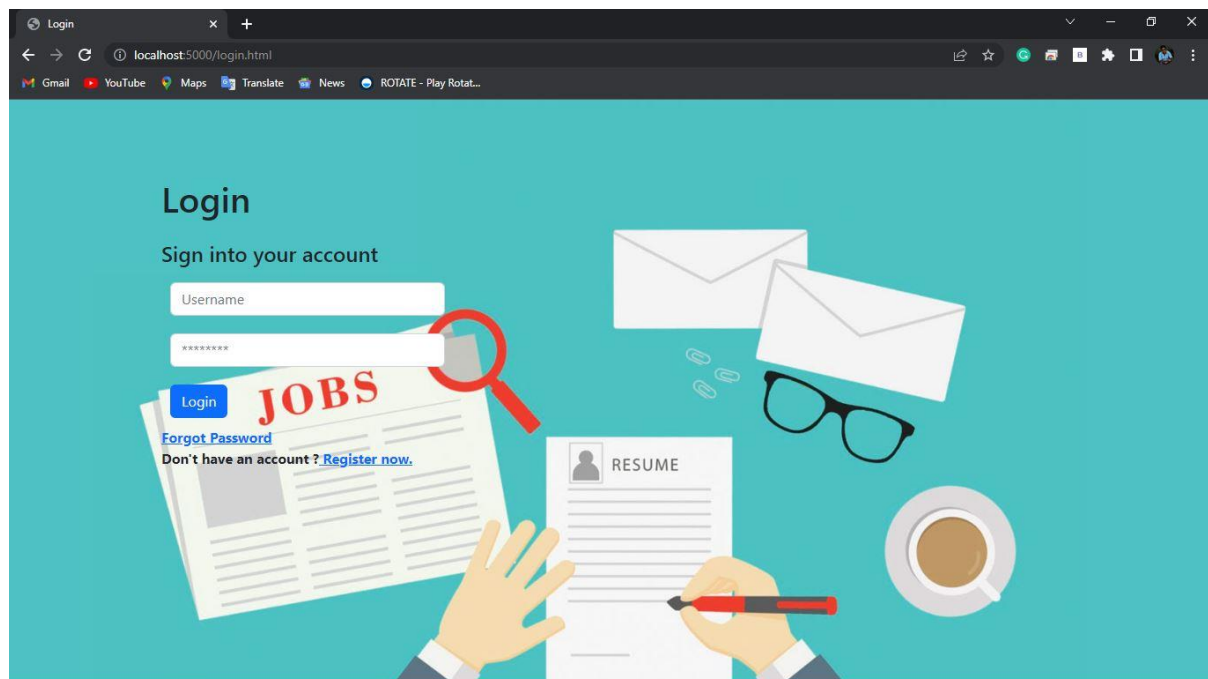 Login
localhost:5000/login.html
Gmail YouTube Maps Translate News ROTATE - Play Rotat...
Login
Sign into your account
Username
********
Login
JOBS
Forgot Password
Don't have an account ? Register now.
RESUME